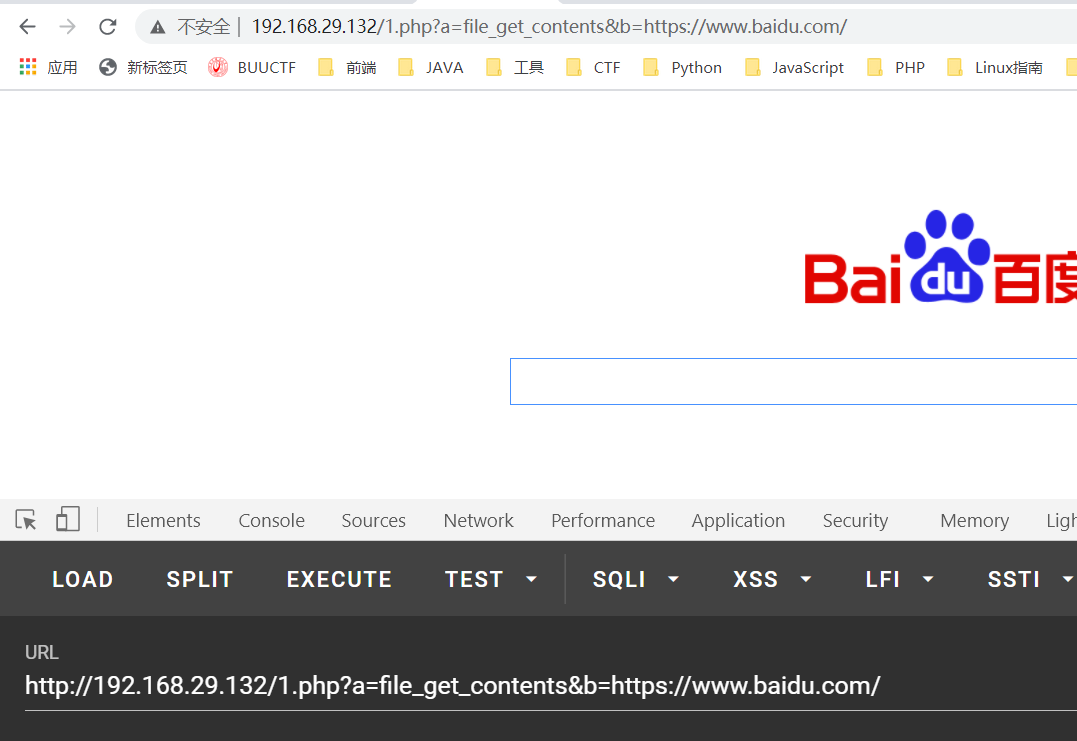 不安全 | 192.168.29.132/1.php?a=file_get_contents&b=https://www.baidu.com/
应用 新标签页 BUUCTF 前端 JAVA 工具 CTF Python JavaScript PHP Linux指南
Bai du 百度
Elements Console Sources Network Performance Application Security Memory Ligh
LOAD SPLIT EXECUTE TEST SQLI XSS LFI SSTI
URL
http://192.168.29.132/1.php?a=file_get_contents&b=https://www.baidu.com/